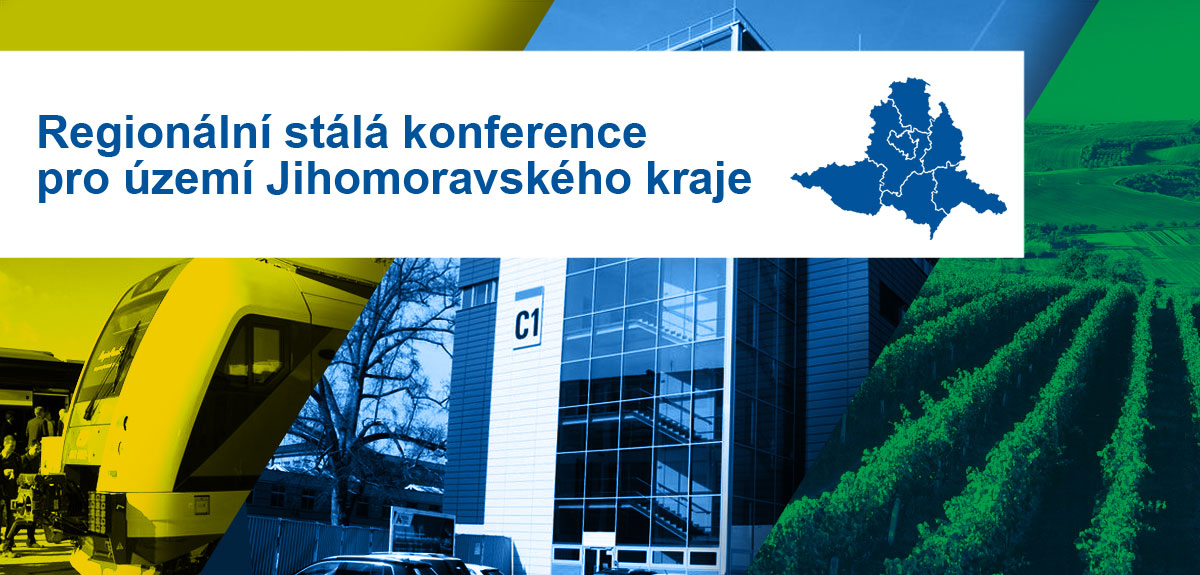 Regionální stálá konference
pro území Jihomoravského kraje
C1